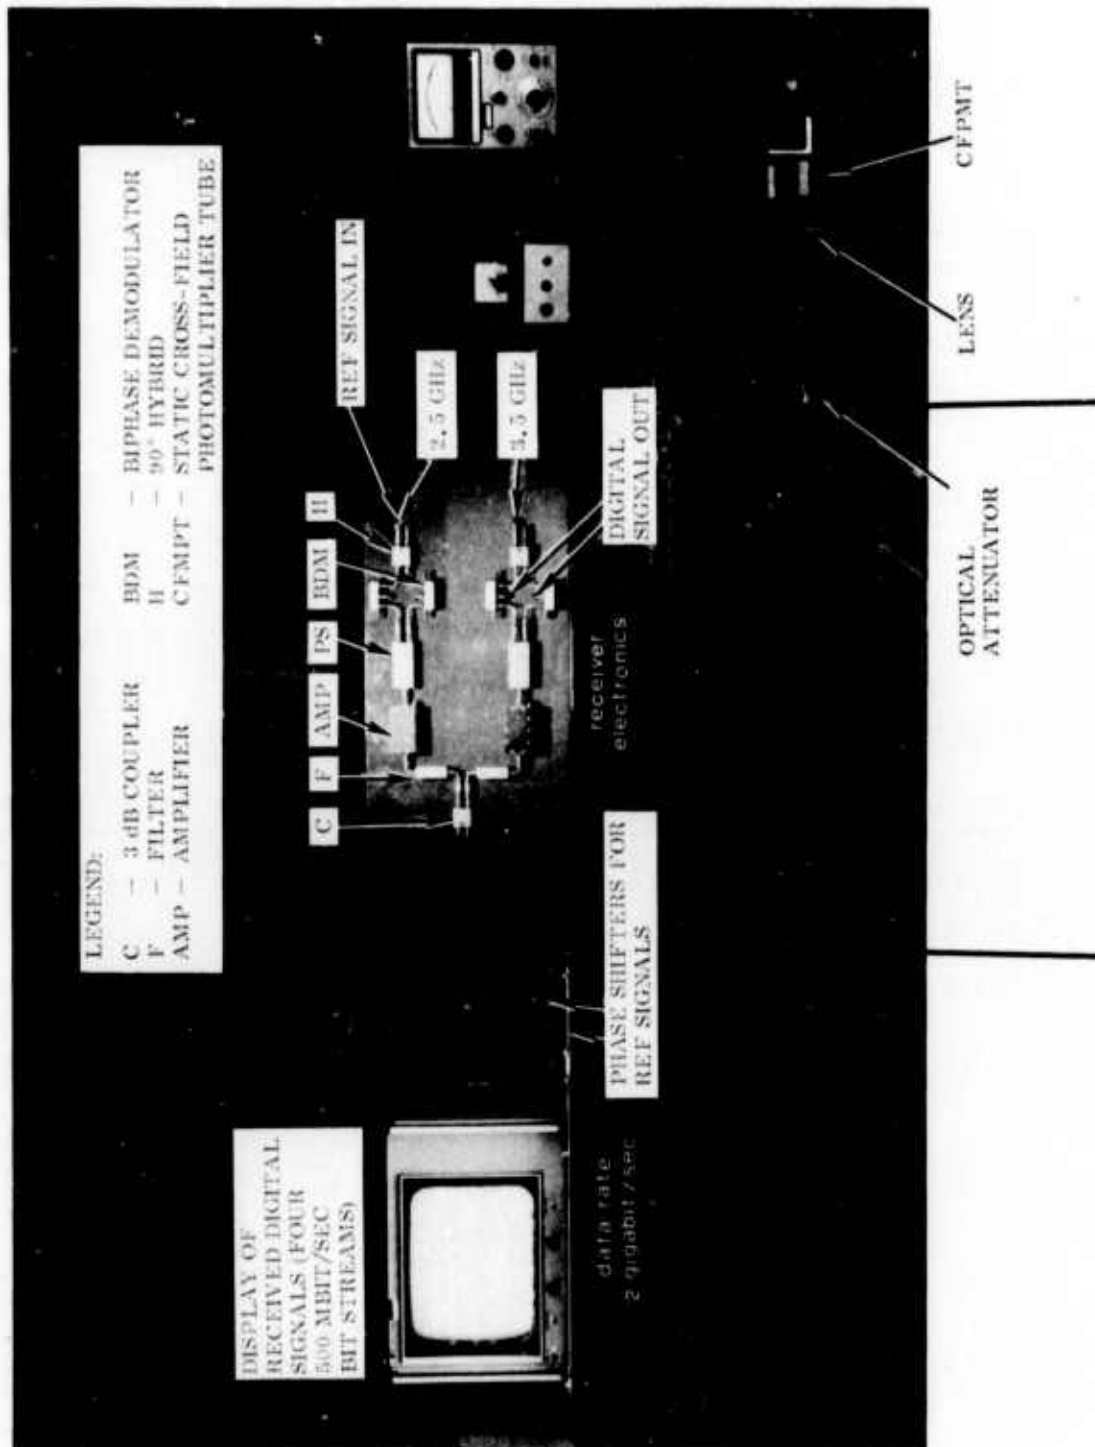 LEGEND:
C – 3 dB COUPLER
F – FILTER
AMP – AMPLIFIER
BDM – BIPHASE DEMODULATOR
H – 90° HYBRID
CFMPT – STATIC CROSS-FIELD
PHOTOMULTIPLIER TUBE
DISPLAY OF
RECEIVED DIGITAL
SIGNALS (FOUR
500 MBIT/SEC
BIT STREAMS)
C
F
AMP
PS
BDM
H
REF SIGNAL IN
2.5 GHz
3.5 GHz
DIGITAL
SIGNAL OUT
receiver
electronics
PHASE SHIFTERS FOR
REF SIGNALS
data rate
2 gigabit/sec
OPTICAL
ATTENUATOR
LENS
CFPMT